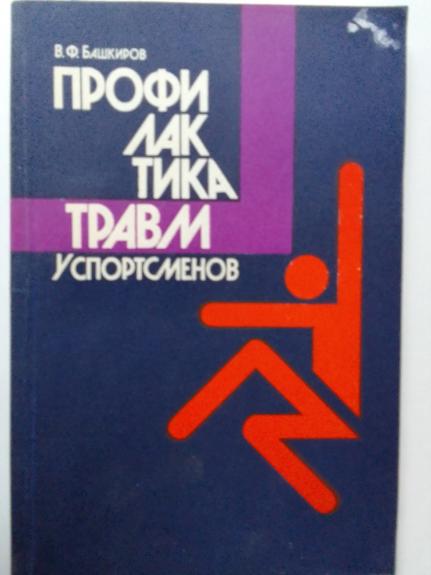 В.Ф. БАШКИРОВ
ПРОФИ
ЛАК
ТИКА
ТРАВМ
У СПОРТСМЕНОВ